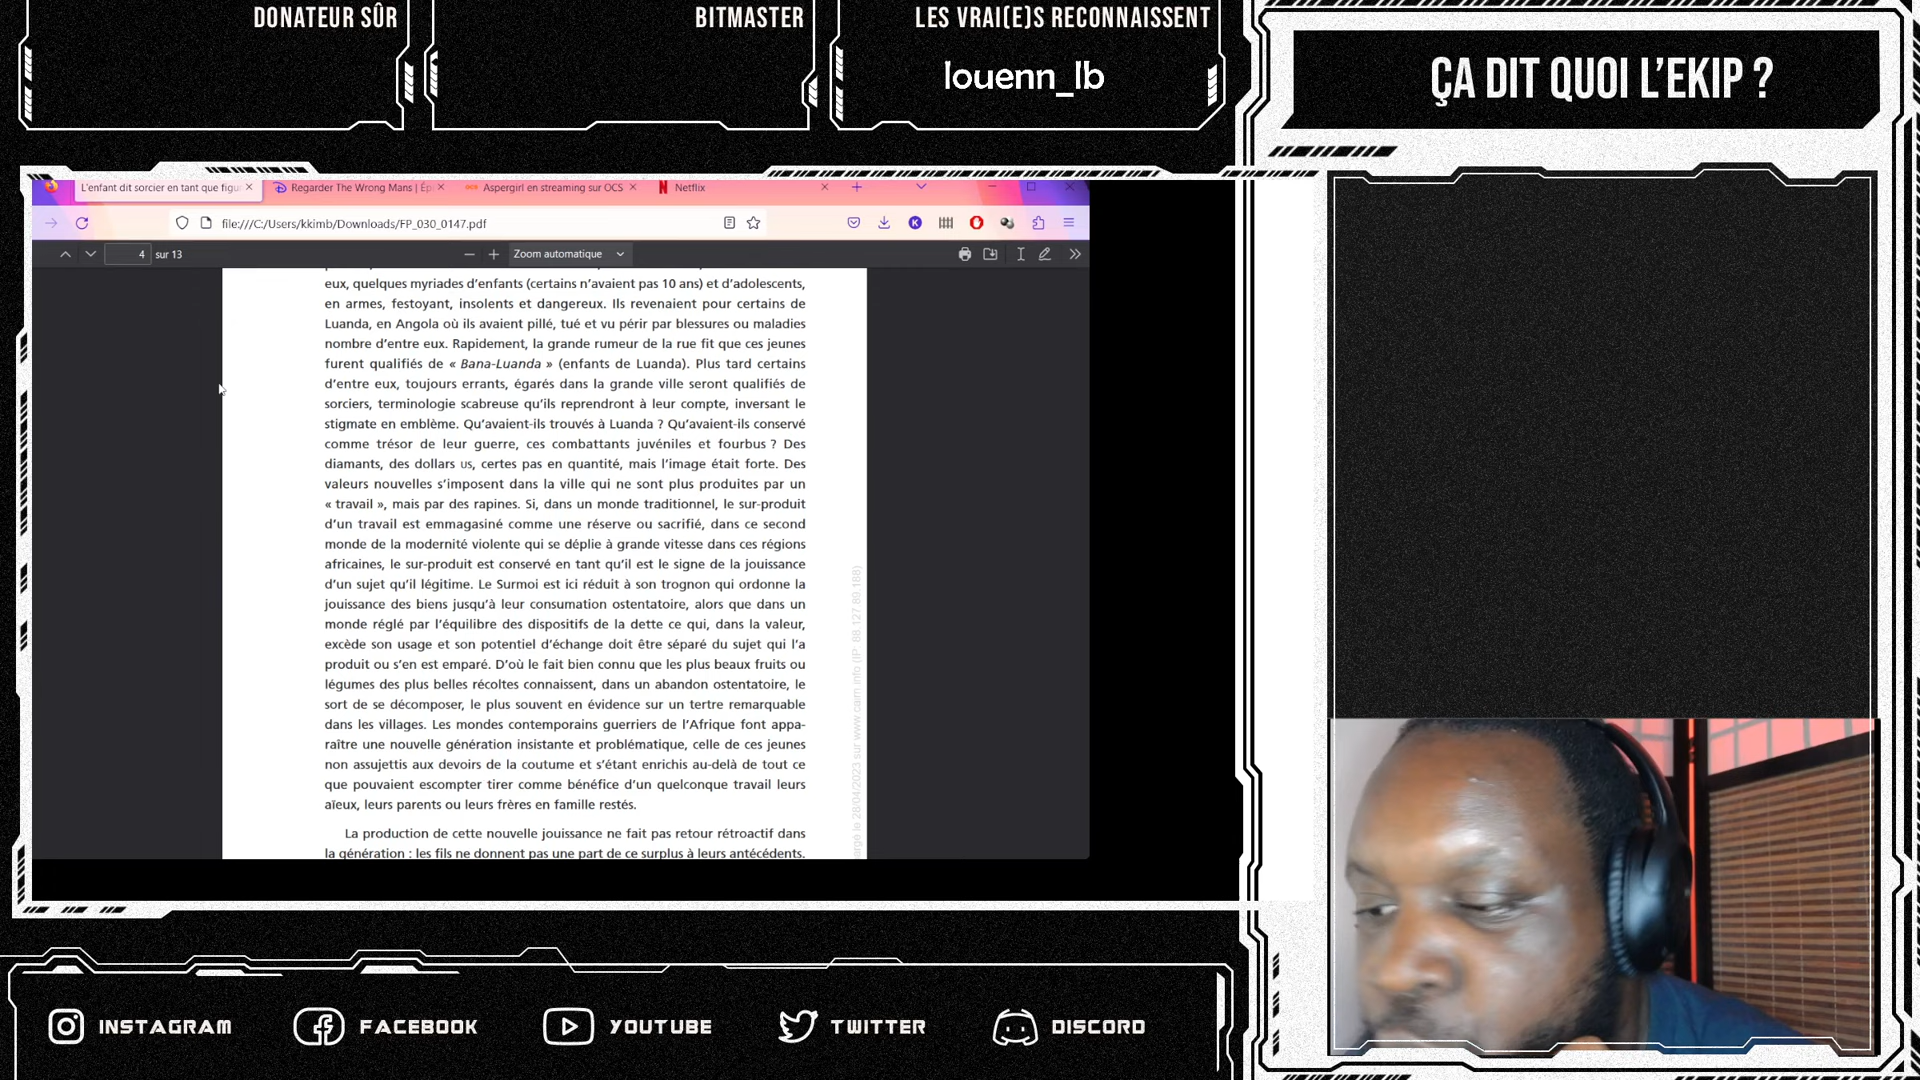 DONATEUR SÛR
BITMASTER
LES VRAI(E)S RECONNAISSENT
louenn_lb
ÇA DIT QUOI L'EKIP ?
L'enfant dit sorcier en tant que figu
Regarder The Wrong Mans | Ép
Aspergirl en streaming sur OCS
Netflix
file:///C:/Users/kkimb/Downloads/FP_030_0147.pdf
4 sur 13
Zoom automatique
eux, quelques myriades d'enfants (certains n'avaient pas 10 ans) et d'adolescents,
en armes, festoyant, insolents et dangereux. Ils revenaient pour certains de
Luanda, en Angola où ils avaient pillé, tué et vu périr par blessures ou maladies
nombre d'entre eux. Rapidement, la grande rumeur de la rue fit que ces jeunes
furent qualifiés de « Bana-Luanda » (enfants de Luanda). Plus tard certains
d'entre eux, toujours errants, égarés dans la grande ville seront qualifiés de
sorciers, terminologie scabreuse qu'ils reprendront à leur compte, inversant le
stigmate en emblème. Qu'avaient-ils trouvés à Luanda ? Qu'avaient-ils conservé
comme trésor de leur guerre, ces combattants juvéniles et fourbus ? Des
diamants, des dollars US, certes pas en quantité, mais l'image était forte. Des
valeurs nouvelles s'imposent dans la ville qui ne sont plus produites par un
« travail », mais par des rapines. Si, dans un monde traditionnel, le sur-produit
d'un travail est emmagasiné comme une réserve ou sacrifié, dans ce second
monde de la modernité violente qui se déplie à grande vitesse dans ces régions
africaines, le sur-produit est conservé en tant qu'il est le signe de la jouissance
d'un sujet qu'il légitime. Le Surmoi est ici réduit à son trognon qui ordonne la
jouissance des biens jusqu'à leur consumation ostentatoire, alors que dans un
monde réglé par l'équilibre des dispositifs de la dette ce qui, dans la valeur,
excède son usage et son potentiel d'échange doit être séparé du sujet qui l'a
produit ou s'en est emparé. D'où le fait bien connu que les plus beaux fruits ou
légumes des plus belles récoltes connaissent, dans un abandon ostentatoire, le
sort de se décomposer, le plus souvent en évidence sur un tertre remarquable
dans les villages. Les mondes contemporains guerriers de l'Afrique font appa-
raître une nouvelle génération insistante et problématique, celle de ces jeunes
non assujettis aux devoirs de la coutume et s'étant enrichis au-delà de tout ce
que pouvaient escompter tirer comme bénéfice d'un quelconque travail leurs
aïeux, leurs parents ou leurs frères en famille restés.
La production de cette nouvelle jouissance ne fait pas retour rétroactif dans
la génération : les fils ne donnent pas une part de ce surplus à leurs antécédents.
argé le 28/04/2023 sur www.cairn.info (IP: 88.127.80.168)
INSTAGRAM
FACEBOOK
YOUTUBE
TWITTER
DISCORD